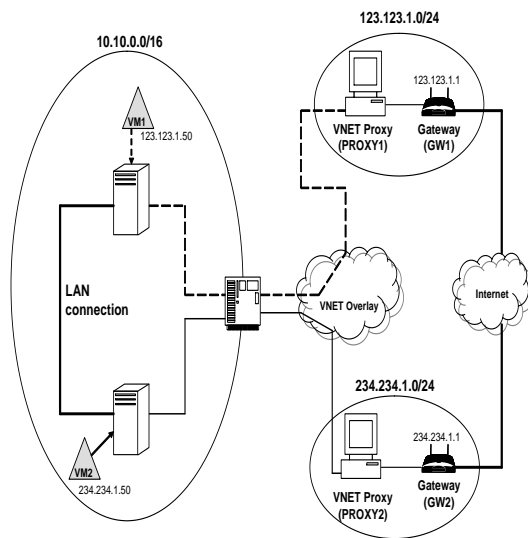 123.123.1.0/24
10.10.0.0/16
123.123.1.1
VM1
123.123.1.50
VNET Proxy
(PROXY1)
Gateway
(GW1)
LAN
connection
VNET Overlay
Internet
234.234.1.0/24
234.234.1.1
VM2
234.234.1.50
VNET Proxy
(PROXY2)
Gateway
(GW2)